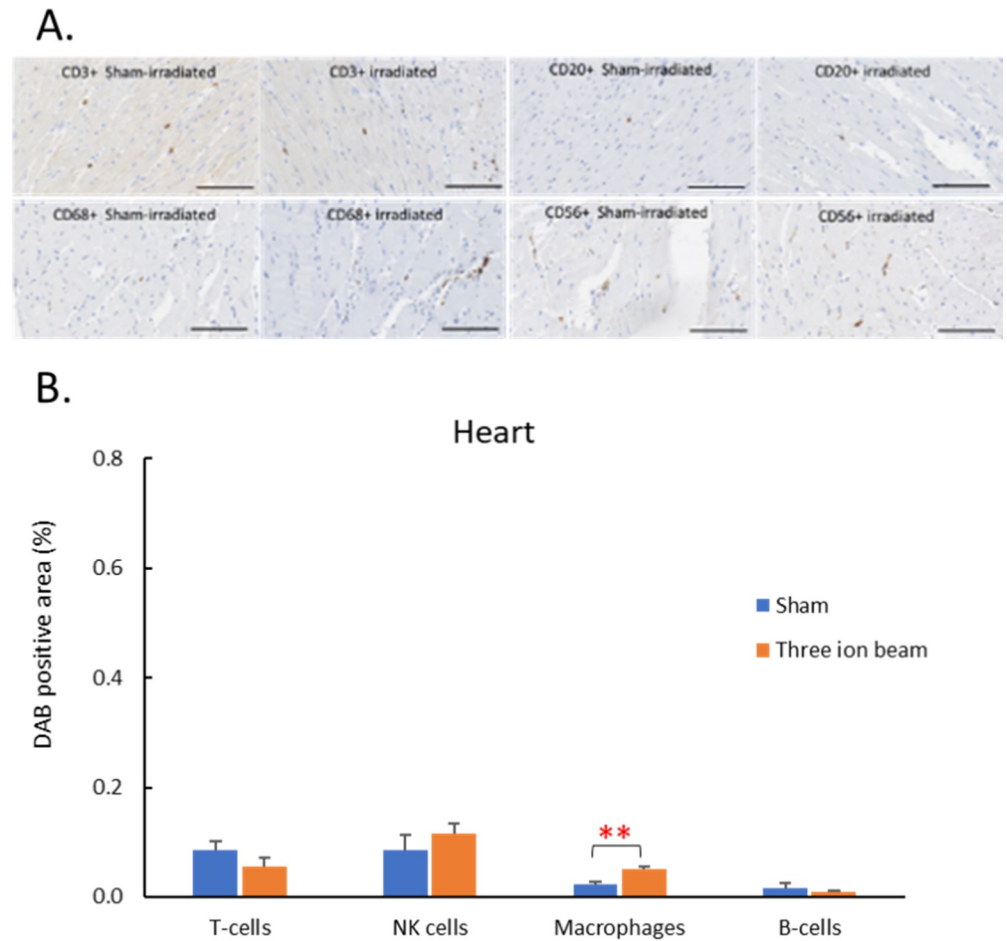 A.
CD3+ Sham-irradiated
CD3+ irradiated
CD20+ Sham-irradiated
CD20+ irradiated
CD68+ Sham-irradiated
CD68+ irradiated
CD56+ Sham-irradiated
CD56+ irradiated
B.
Heart
0.8
0.6
0.4
0.2
0.0
DAB positive area (%)
**
Sham
Three ion beam
T-cells
NK cells
Macrophages
B-cells